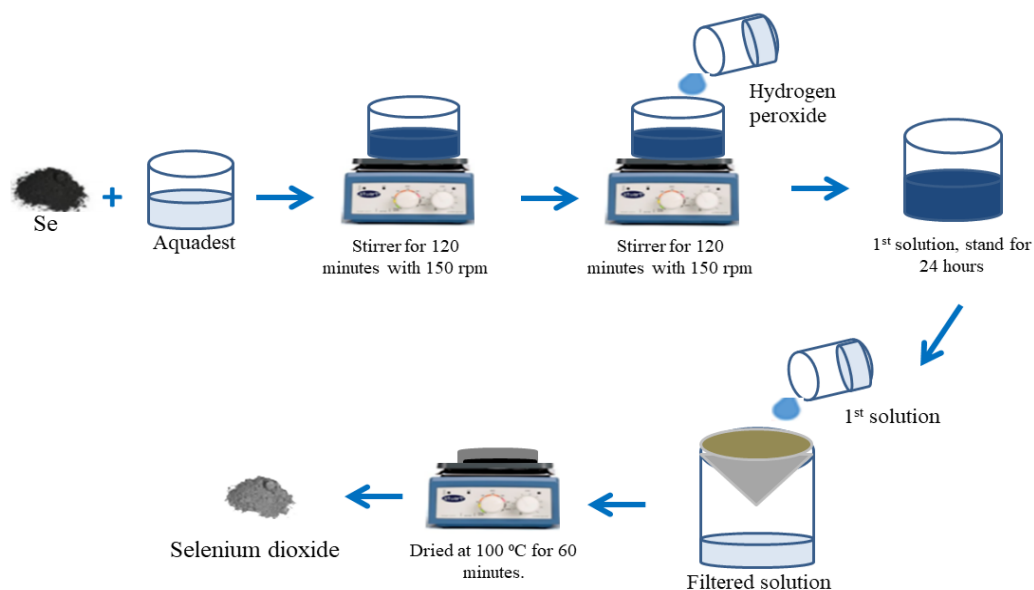 Hydrogen
peroxide
+
Se
Aquadest
Stirrer for 120
minutes with 150 rpm
Stirrer for 120
minutes with 150 rpm
1st solution, stand for
24 hours
1st solution
Filtered solution
Dried at 100 ⁰C for 60
minutes.
Selenium dioxide